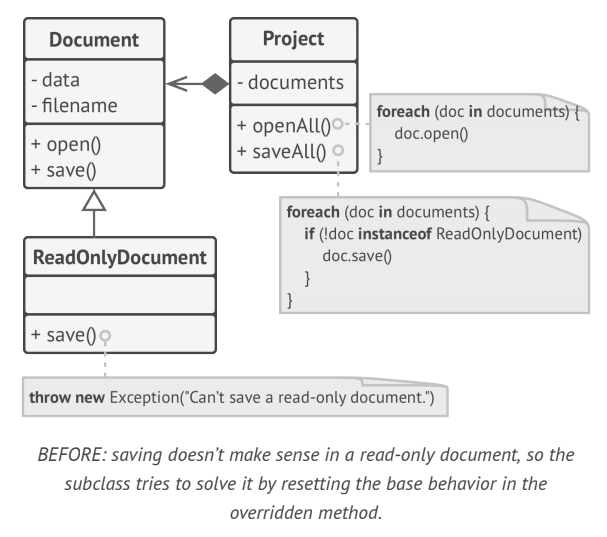 Document
- data
- filename
+ open()
+ save()
Project
- documents
+ openAll()
+ saveAll()
foreach (doc in documents) {
doc.open()
}
foreach (doc in documents) {
if (!doc instanceof ReadOnlyDocument)
doc.save()
}
}
ReadOnlyDocument
+ save()
throw new Exception("Can't save a read-only document.")
BEFORE: saving doesn't make sense in a read-only document, so the
subclass tries to solve it by resetting the base behavior in the
overridden method.